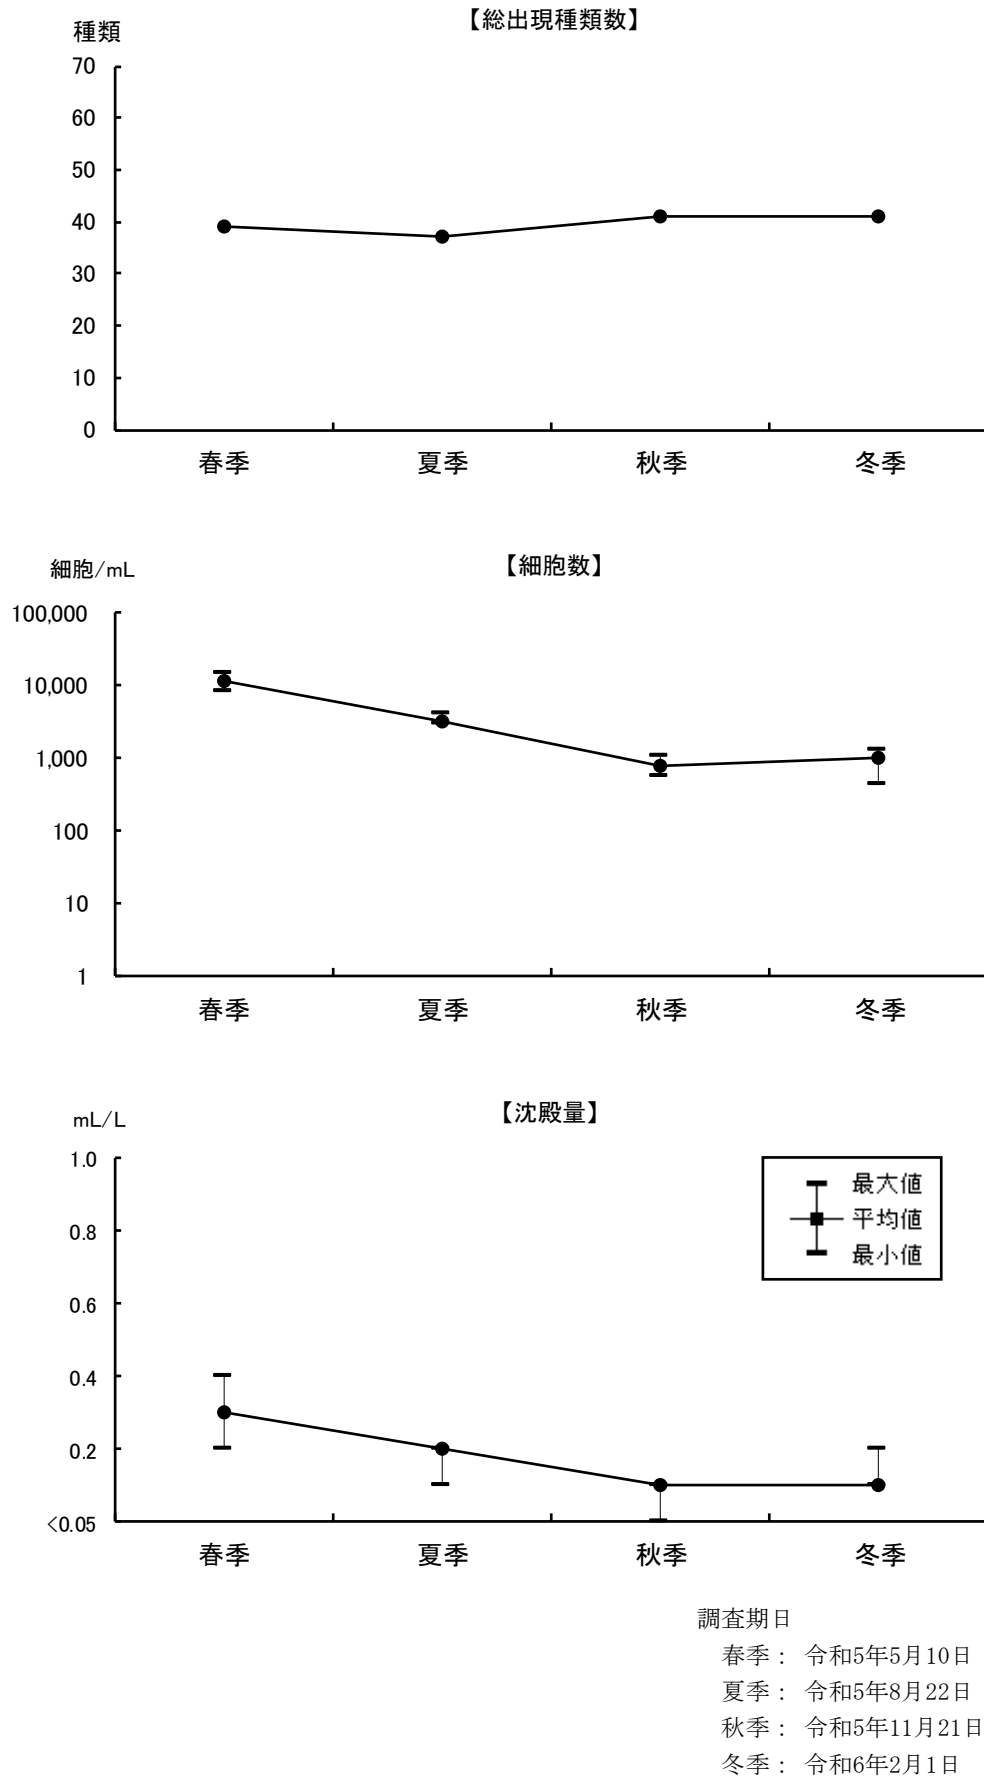 【総出現種類数】
種類
70
60
50
40
30
20
10
0
春季 夏季 秋季 冬季
【細胞数】
細胞/mL
100,000
10,000
1,000
100
10
1
春季 夏季 秋季 冬季
【沈殿量】
mL/L
1.0
0.8
0.6
0.4
0.2
<0.05
最大値
平均値
最小値
春季 夏季 秋季 冬季
調査期日
春季： 令和5年5月10日
夏季： 令和5年8月22日
秋季： 令和5年11月21日
冬季： 令和6年2月1日